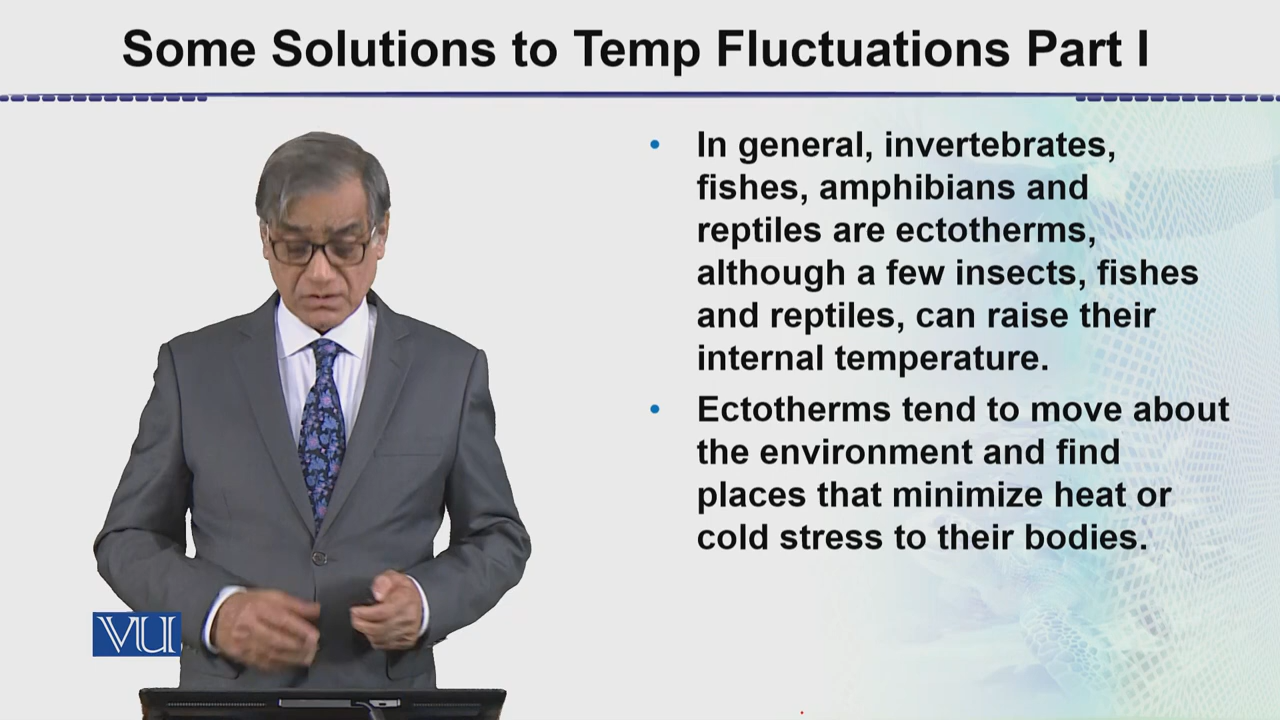 Some Solutions to Temp Fluctuations Part I
In general, invertebrates,
fishes, amphibians and
reptiles are ectotherms,
although a few insects, fishes
and reptiles, can raise their
internal temperature.
Ectotherms tend to move about
the environment and find
places that minimize heat or
cold stress to their bodies.
VU